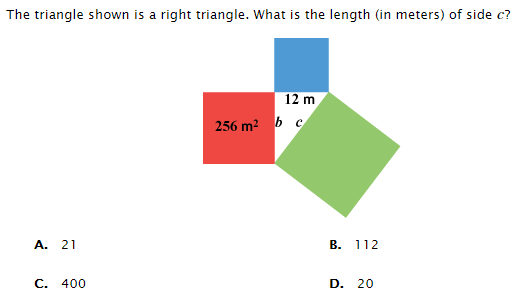 The triangle shown is a right triangle. What is the length (in meters) of side c?
12 m
256 m² b c
A. 21 B. 112
C. 400 D. 20